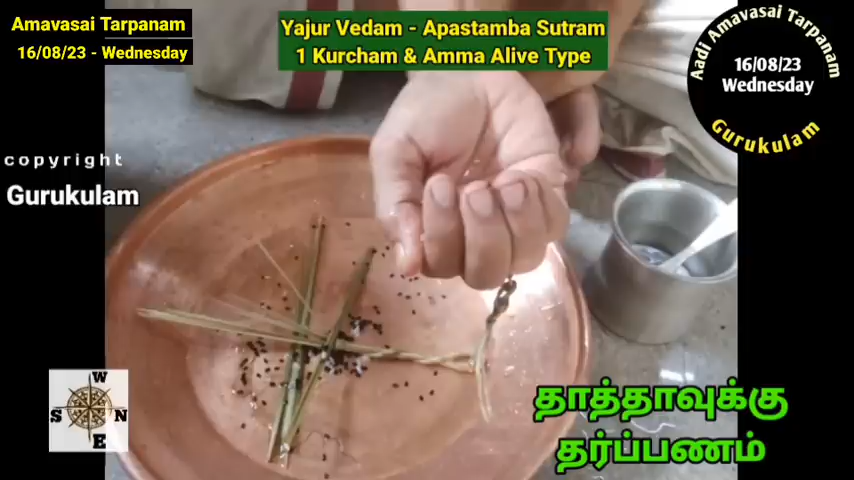 Amavasai Tarpanam
16/08/23 - Wednesday
Yajur Vedam - Apastamba Sutram
1 Kurcham & Amma Alive Type
Aadi Amavasai Tarpanam
16/08/23
Wednesday
Gurukulam
copyright
Gurukulam
W
S N
E
தாத்தாவுக்கு
தர்ப்பணம்